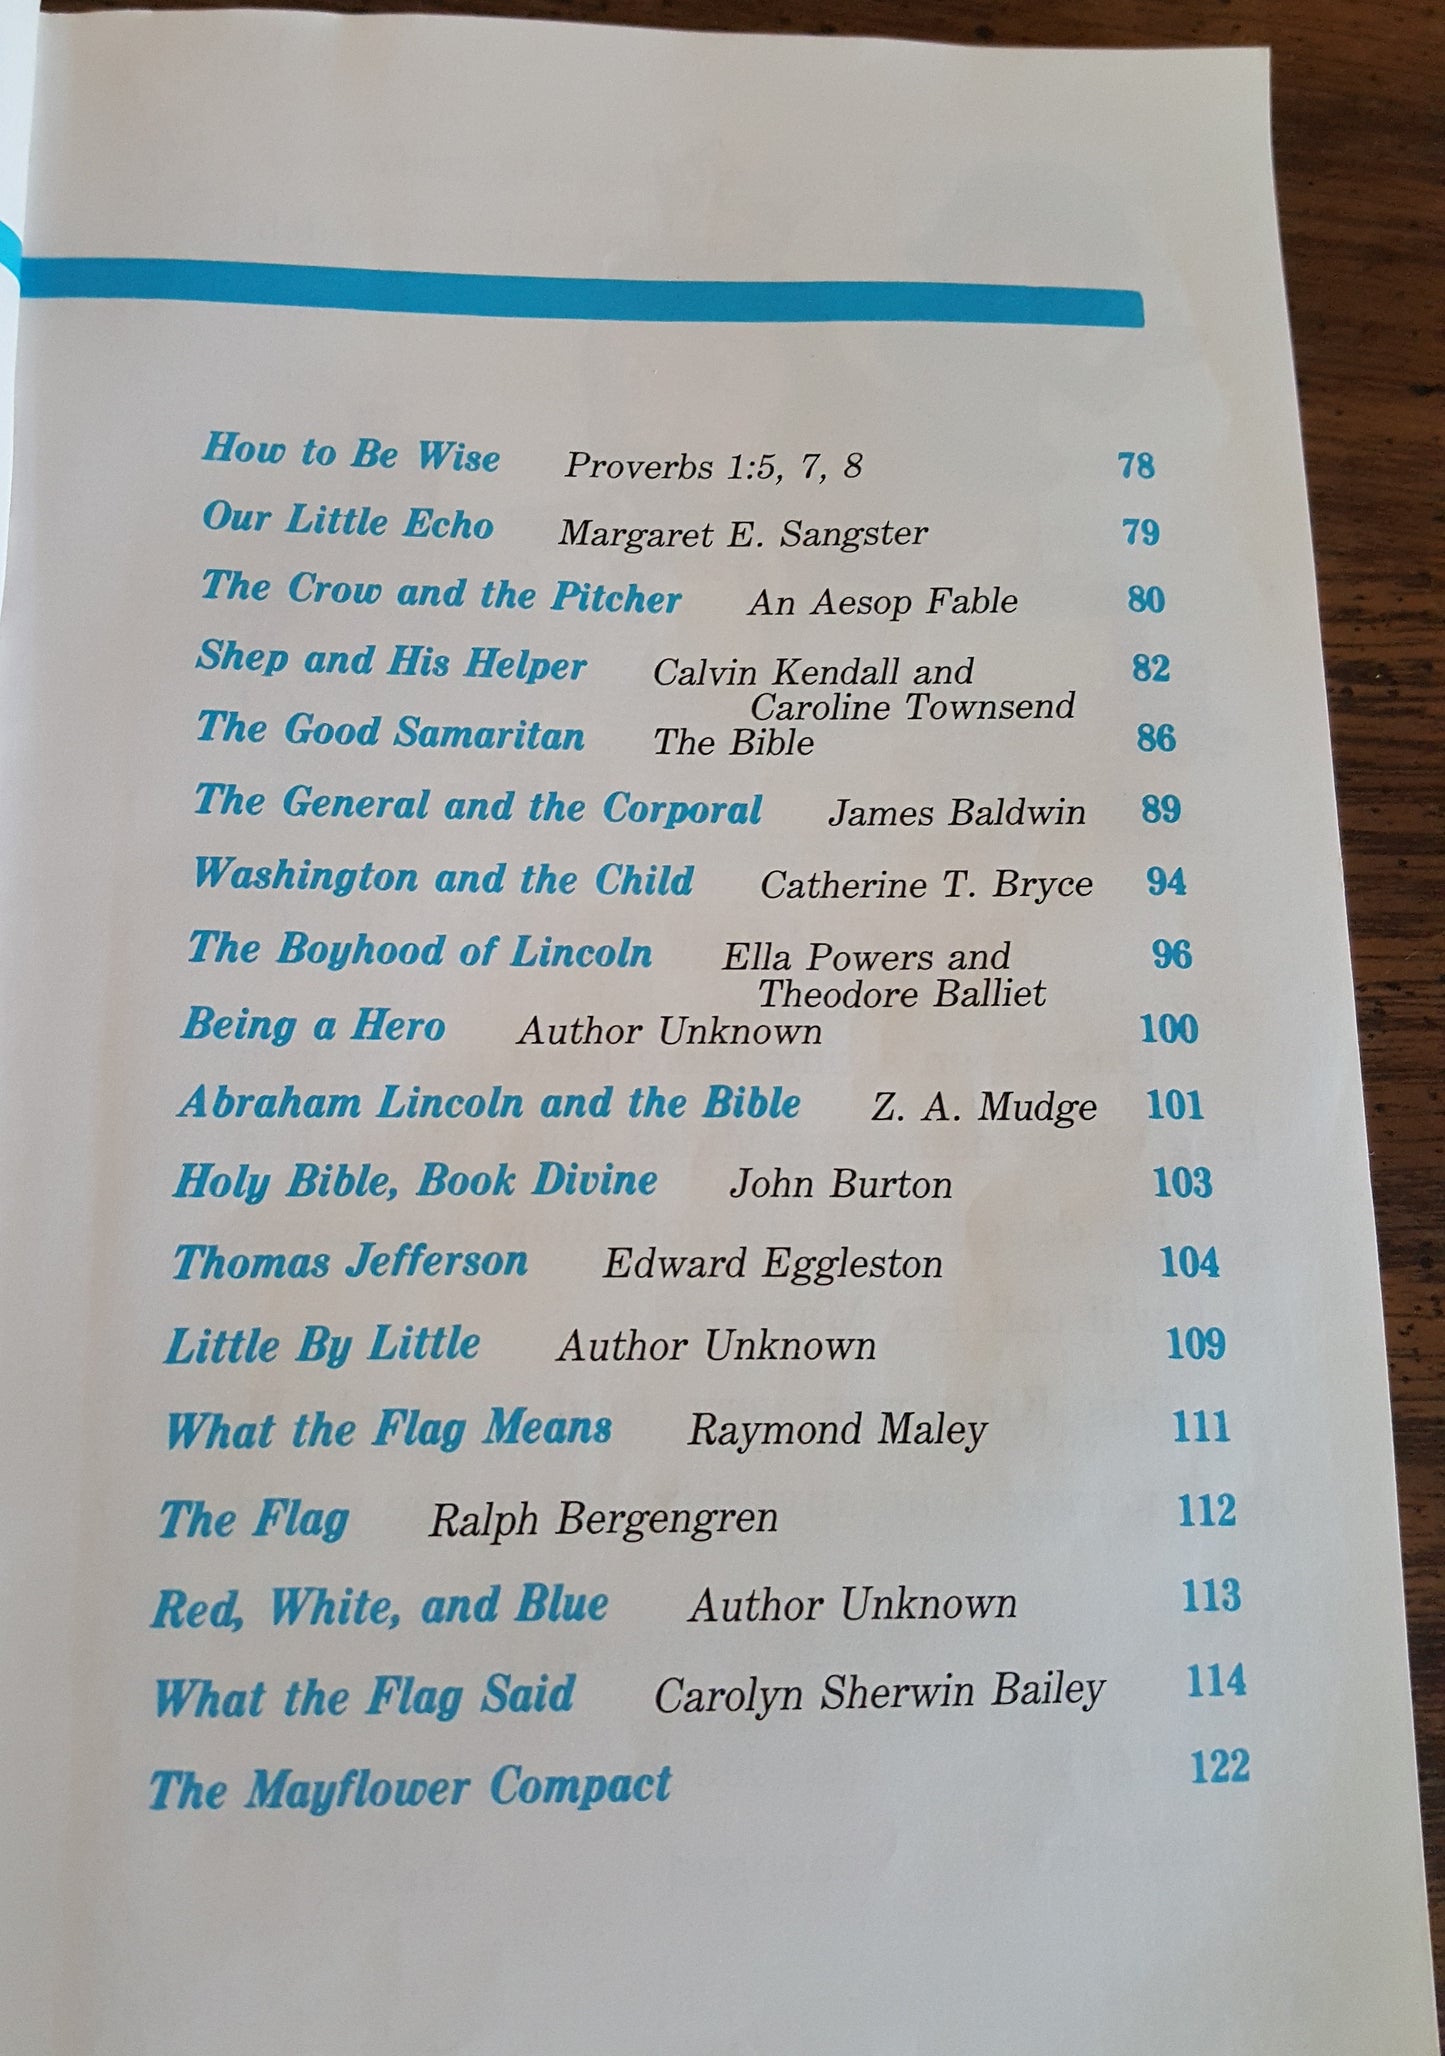 How to Be Wise Proverbs 1:5, 7, 8 78
Our Little Echo Margaret E. Sangster 79
The Crow and the Pitcher An Aesop Fable 80
Shep and His Helper Calvin Kendall and 82
Caroline Townsend
The Good Samaritan The Bible 86
The General and the Corporal James Baldwin 89
Washington and the Child Catherine T. Bryce 94
The Boyhood of Lincoln Ella Powers and 96
Theodore Balliet
Being a Hero Author Unknown 100
Abraham Lincoln and the Bible Z. A. Mudge 101
Holy Bible, Book Divine John Burton 103
Thomas Jefferson Edward Eggleston 104
Little By Little Author Unknown 109
What the Flag Means Raymond Maley 111
The Flag Ralph Bergengren 112
Red, White, and Blue Author Unknown 113
What the Flag Said Carolyn Sherwin Bailey 114
The Mayflower Compact 122